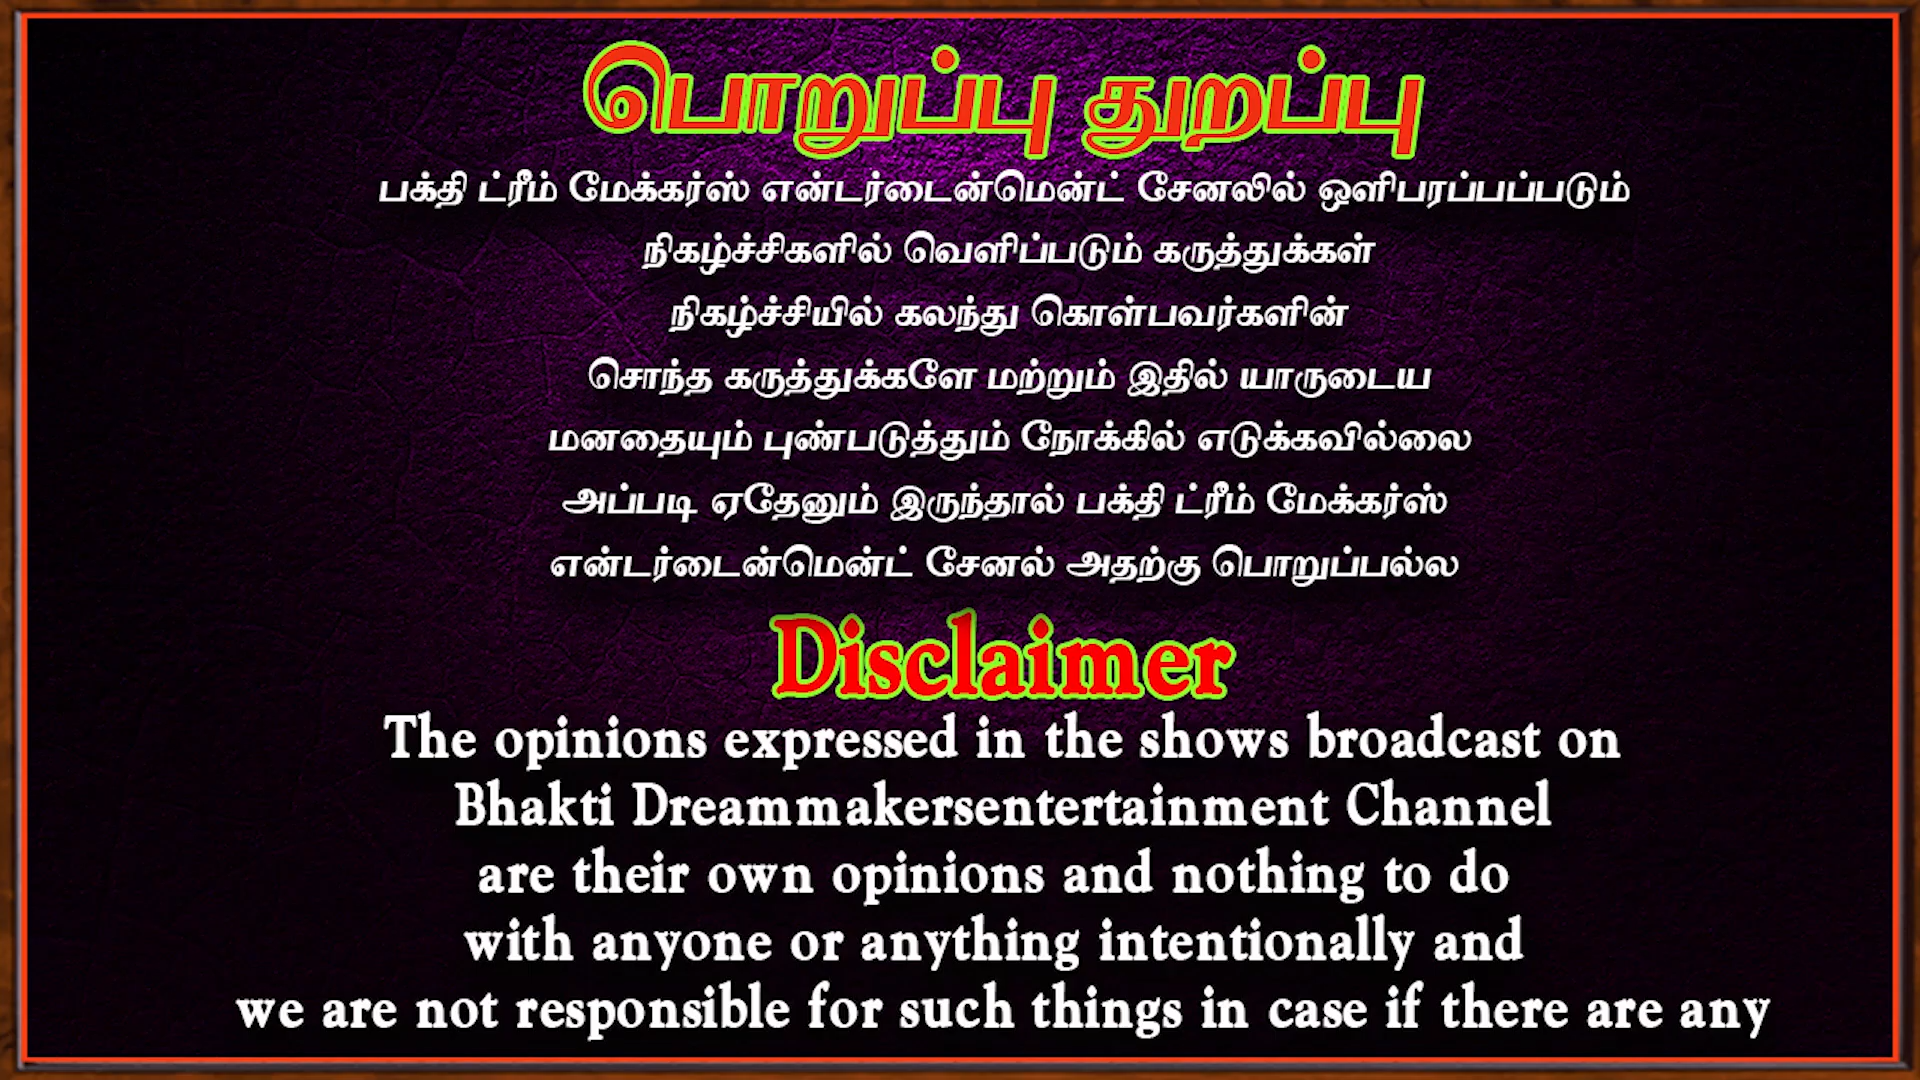 பொறுப்பு துறப்பு
பக்தி ட்ரீம் மேக்கர்ஸ் என்டர்டைன்மென்ட் சேனலில் ஒளிபரப்பப்படும்
நிகழ்ச்சிகளில் வெளிப்படும் கருத்துக்கள்
நிகழ்ச்சியில் கலந்து கொள்பவர்களின்
சொந்த கருத்துக்களே மற்றும் இதில் யாருடைய
மனதையும் புண்படுத்தும் நோக்கில் எடுக்கவில்லை
அப்படி ஏதேனும் இருந்தால் பக்தி ட்ரீம் மேக்கர்ஸ்
என்டர்டைன்மென்ட் சேனல் அதற்கு பொறுப்பல்ல
Disclaimer
The opinions expressed in the shows broadcast on
Bhakti Dreammakersentertainment Channel
are their own opinions and nothing to do
with anyone or anything intentionally and
we are not responsible for such things in case if there are any